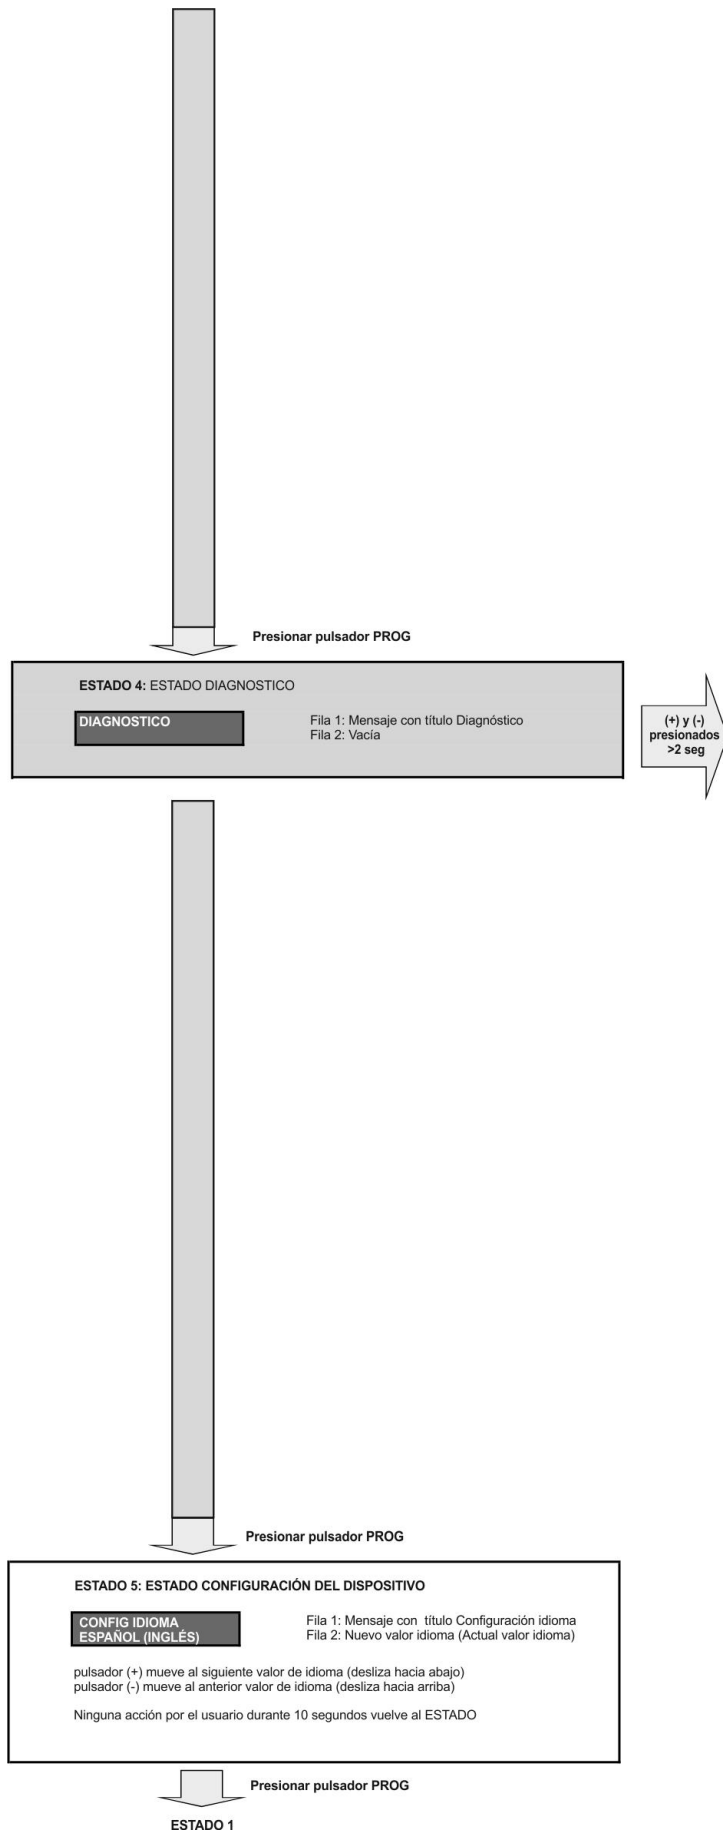 Presionar pulsador PROG
ESTADO 4: ESTADO DIAGNOSTICO
DIAGNOSTICO
Fila 1: Mensaje con título Diagnóstico
Fila 2: Vacía
(+) y (-)
presionados
>2 seg
Presionar pulsador PROG
ESTADO 5: ESTADO CONFIGURACIÓN DEL DISPOSITIVO
CONFIG IDIOMA
ESPAÑOL (INGLÉS)
Fila 1: Mensaje con título Configuración idioma
Fila 2: Nuevo valor idioma (Actual valor idioma)
pulsador (+) mueve al siguiente valor de idioma (desliza hacia abajo)
pulsador (-) mueve al anterior valor de idioma (desliza hacia arriba)
Ninguna acción por el usuario durante 10 segundos vuelve al ESTADO
Presionar pulsador PROG
ESTADO 1